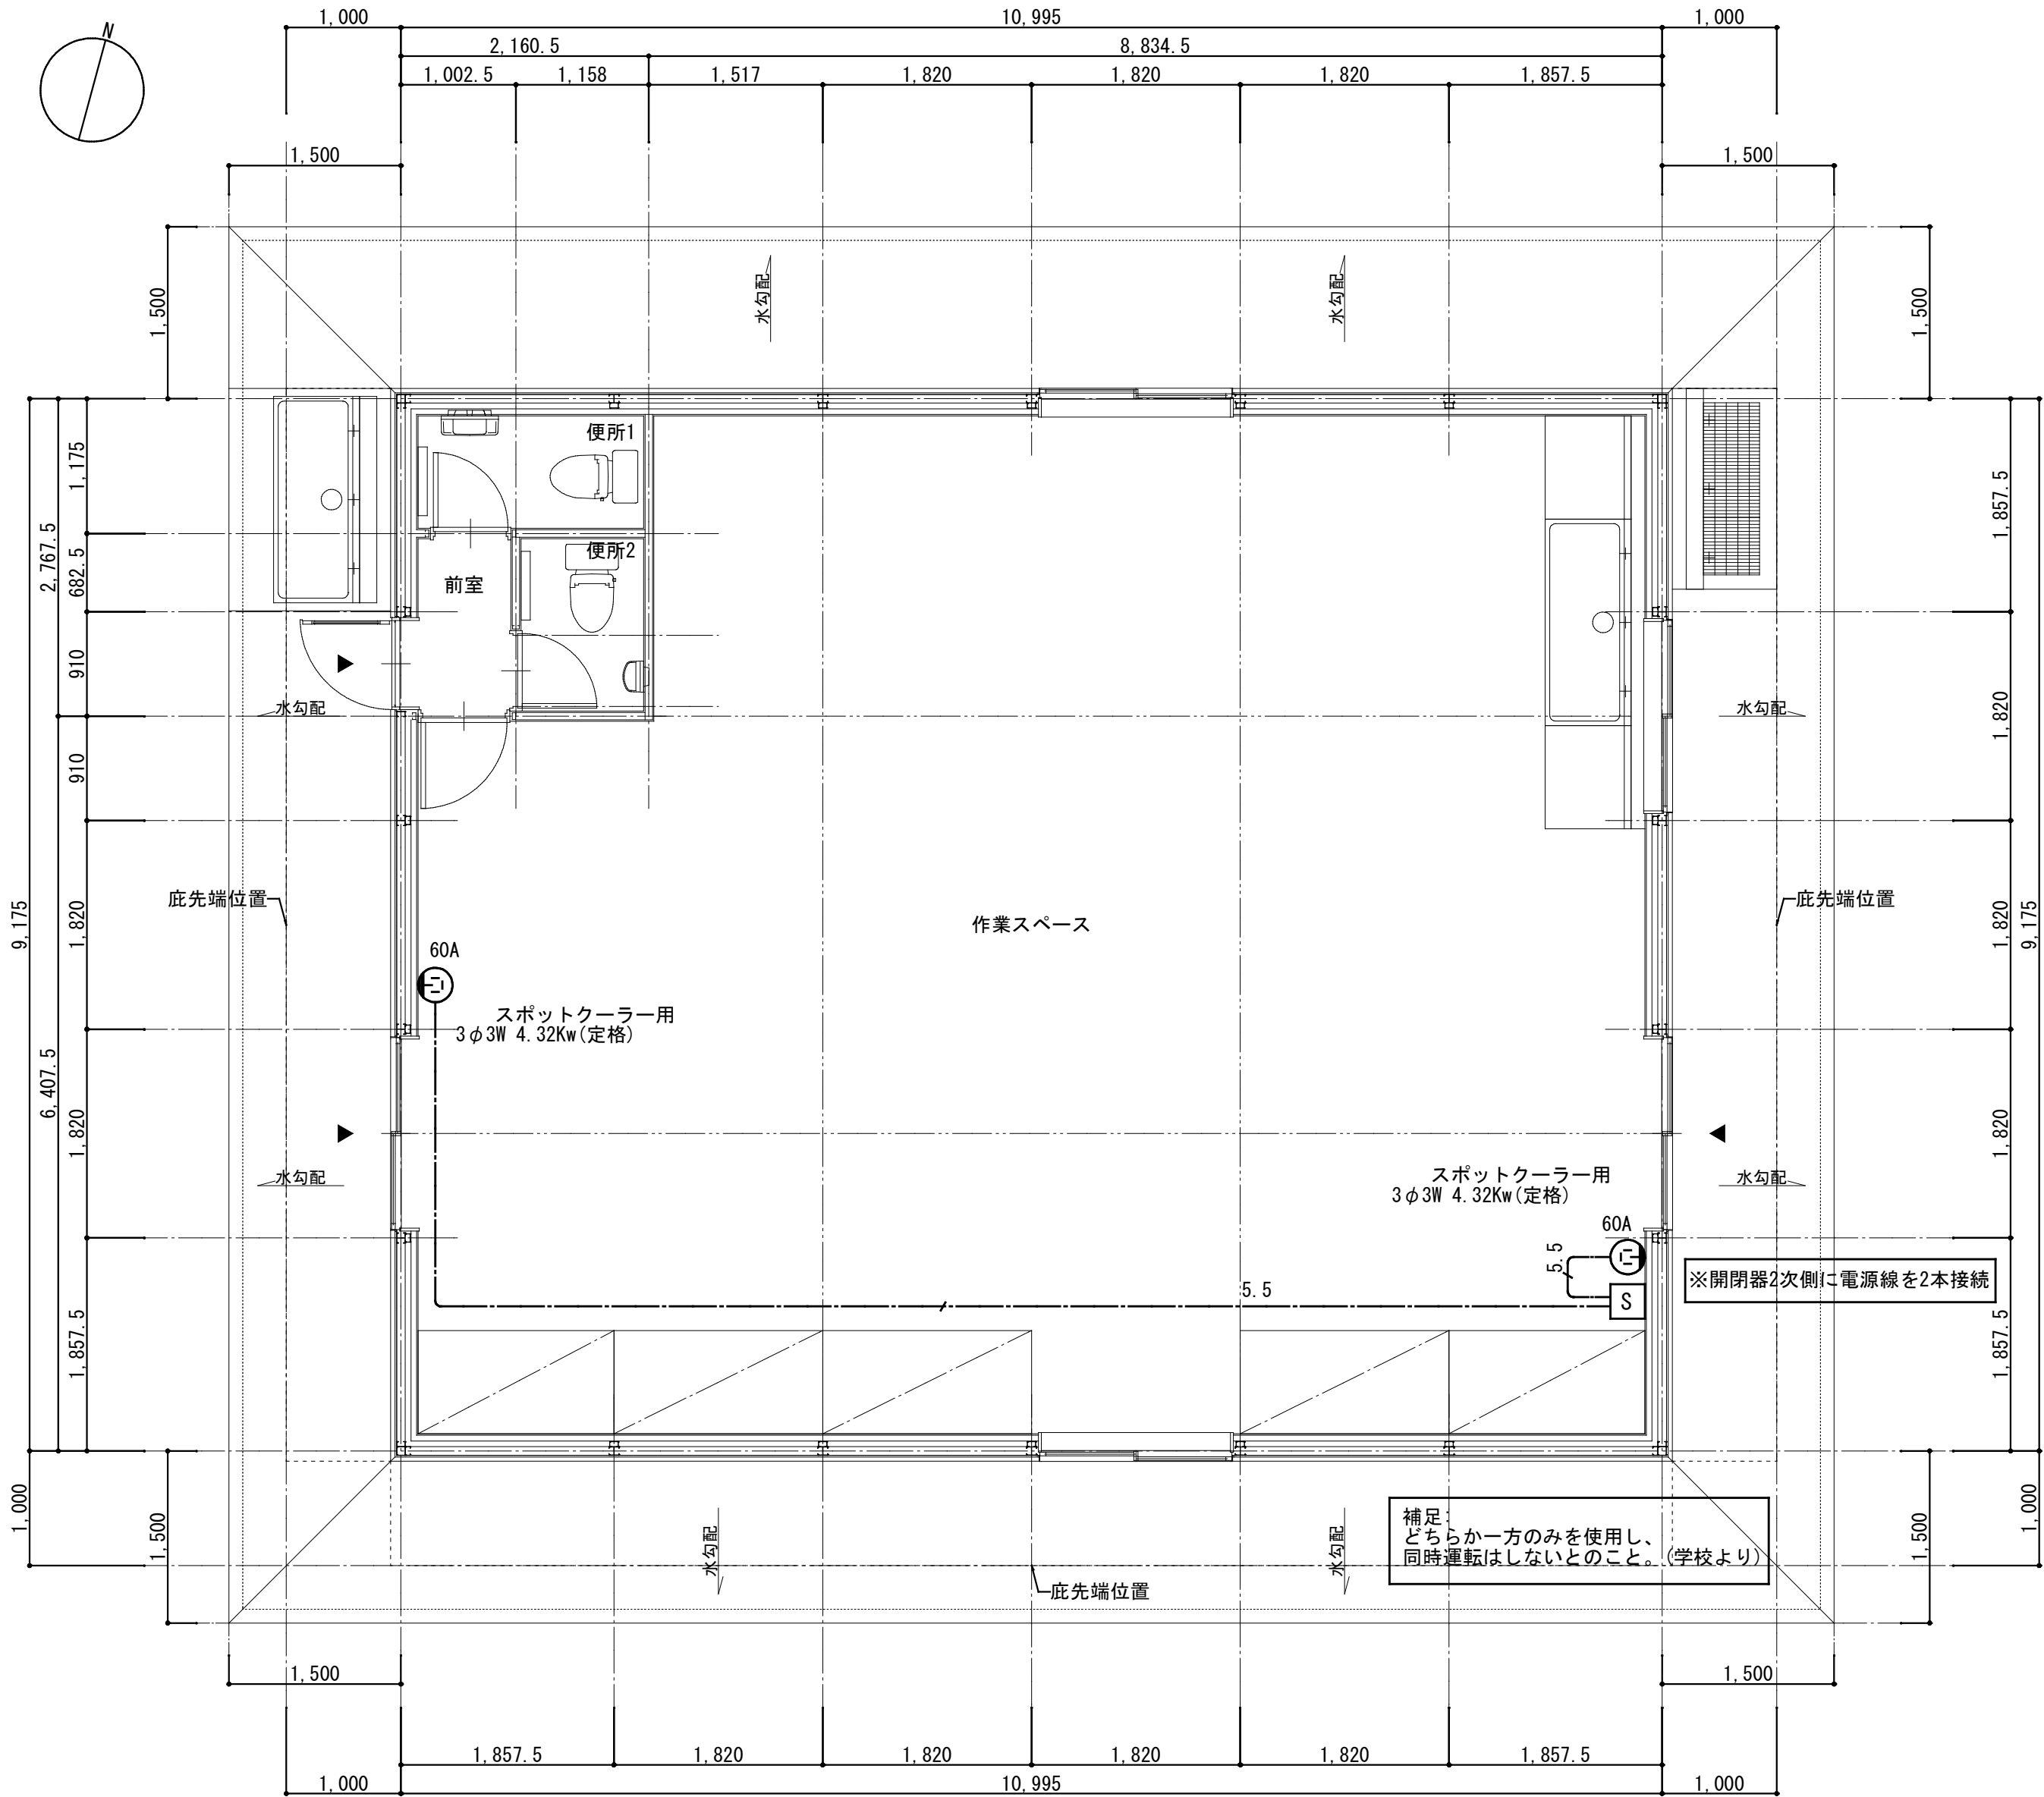 N
1,000
10,995
1,000
2,160.5
8,834.5
1,002.5
1,158
1,517
1,820
1,820
1,820
1,857.5
1,500
1,500
1,500
水勾配
水勾配
1,500
便所1
便所2
前室
1,175
682.5
2,767.5
910
910
1,820
1,820
1,857.5
6,407.5
9,175
1,000
1,500
1,857.5
1,820
1,820
1,820
1,857.5
9,175
1,000
1,500
水勾配
水勾配
庇先端位置
作業スペース
庇先端位置
60A
スポットクーラー用
3φ3W 4.32Kw(定格)
水勾配
スポットクーラー用
3φ3W 4.32Kw(定格)
水勾配
60A
5.5
5.5
S
※開閉器2次側に電源線を2本接続
補足:
どちらか一方のみを使用し、
同時運転はしないとのこと。(学校より)
水勾配
水勾配
庇先端位置
1,500
1,500
1,857.5
1,820
1,820
1,820
1,820
1,857.5
1,000
10,995
1,000